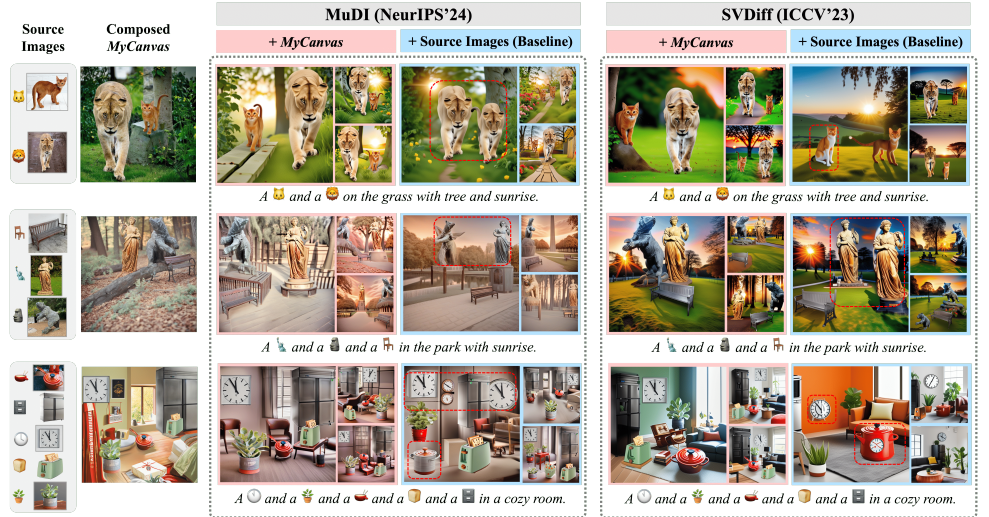 MuDI (NeurIPS’24)
SVDiff (ICCV’23)
Source
Images
Composed
MyCanvas
+ MyCanvas
+ Source Images (Baseline)
+ MyCanvas
+ Source Images (Baseline)
A 🐱 and a 🦁 on the grass with tree and sunrise.
A 🐱 and a 🦁 on the grass with tree and sunrise.
A 🗽 and a 🗿 and a 🪑 in the park with sunrise.
A 🗽 and a 🗿 and a 🪑 in the park with sunrise.
A 🕛 and a 🪴 and a 🍲 and a 🍞 and a 🗄 in a cozy room.
A 🕛 and a 🪴 and a 🍲 and a 🍞 and a 🗄 in a cozy room.